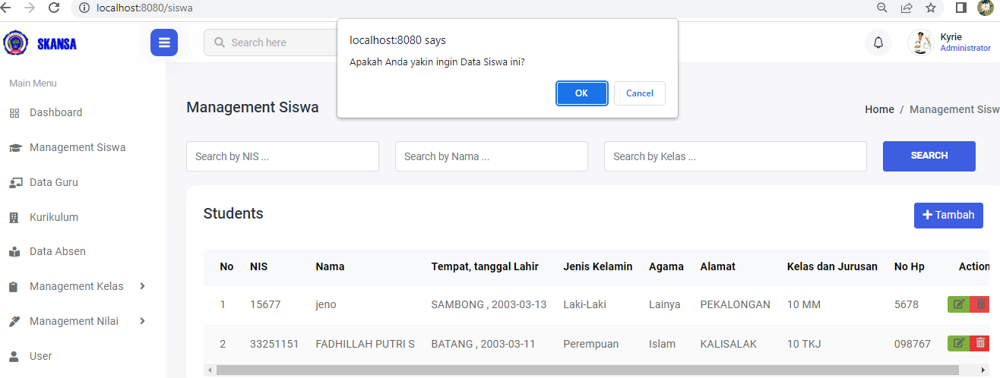 localhost:8080/siswa
SKANSA
Search here
localhost:8080 says
Apakah Anda yakin ingin Data Siswa ini?
OK
Cancel
Kyrie
Administrator
Main Menu
Dashboard
Management Siswa
Data Guru
Kurikulum
Data Absen
Management Kelas
Management Nilai
User
Management Siswa
Home / Management Sisw
Search by NIS ...
Search by Nama ...
Search by Kelas ...
SEARCH
Students
Tambah
No NIS Nama Tempat, tanggal Lahir Jenis Kelamin Agama Alamat Kelas dan Jurusan No Hp Action
1 15677 jeno SAMBONG , 2003-03-13 Laki-Laki Lainya PEKALONGAN 10 MM 5678
2 33251151 FADHILLAH PUTRI S BATANG , 2003-03-11 Perempuan Islam KALISALAK 10 TKJ 098767